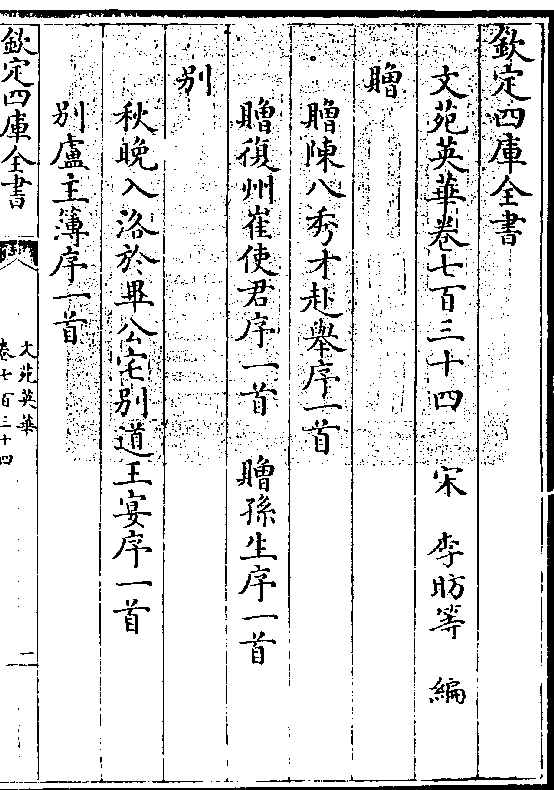 欽定四庫全書
文苑英華卷七百三十四 宋 李昉等 編
贈
贈陳八秀才赴舉序一首
贈復州崔使君序一首 贈孫生序一首
别
秋晚入洛於畢公宅别道王宴序一首
别盧主簿序一首
欽定四庫全書
文苑英華
卷七百三十四
二